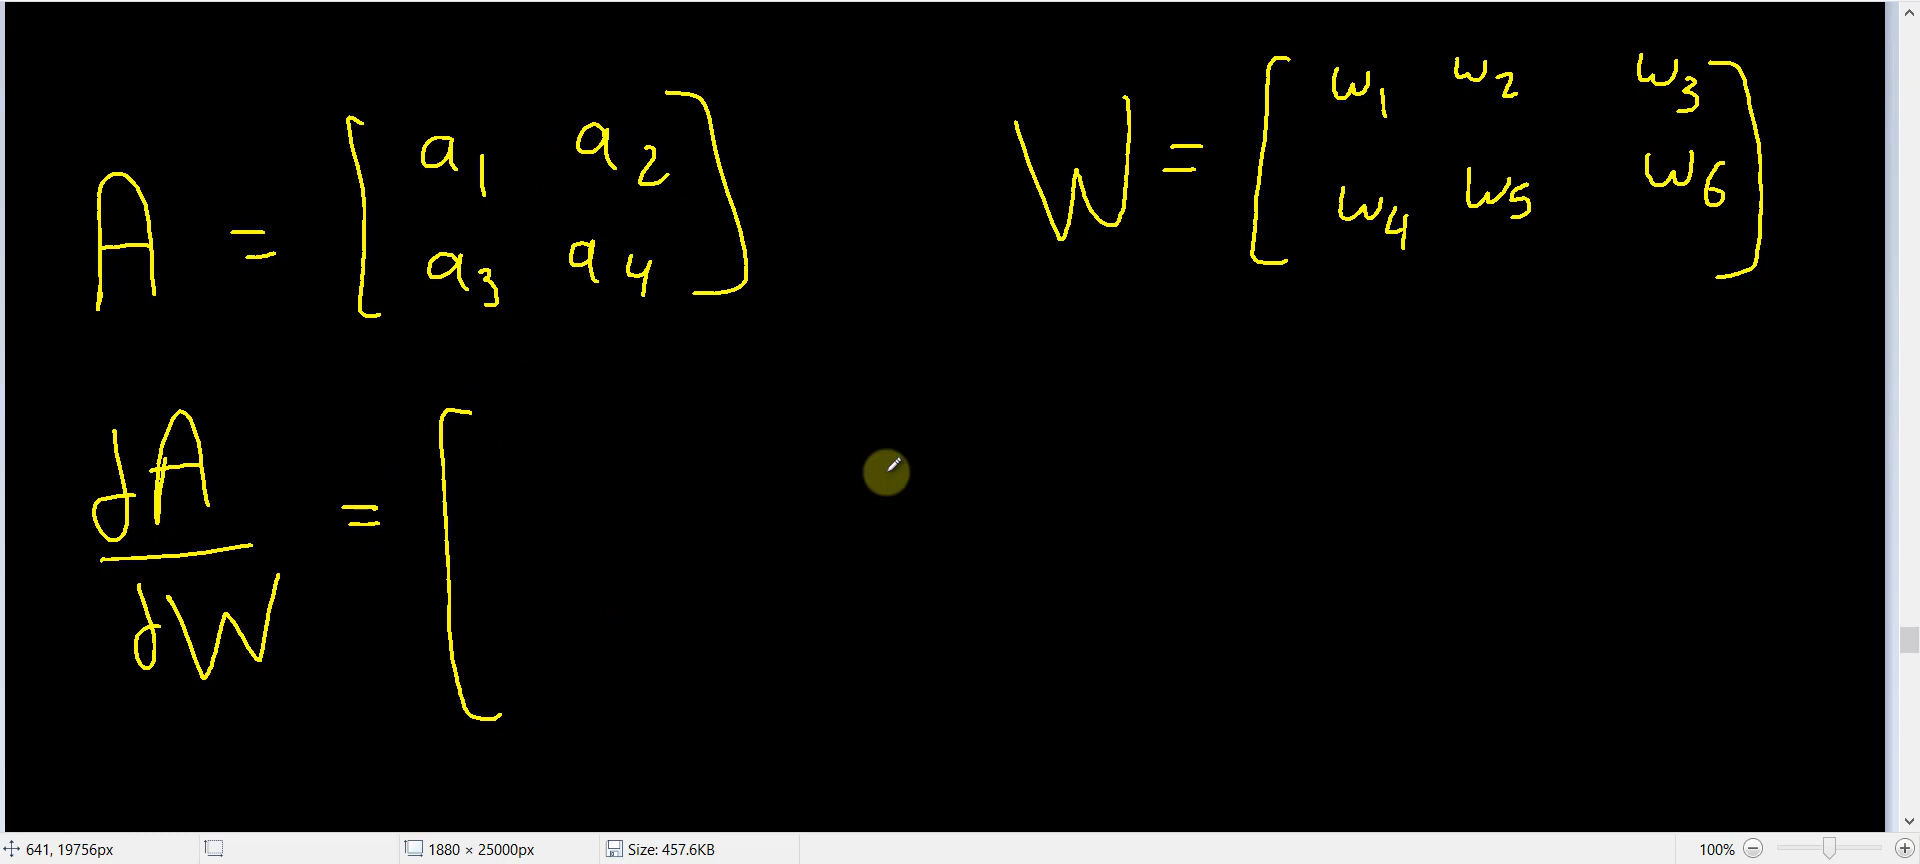 A = [ a1 a2
a3 a4 ]
W = [ w1 w2 w3
w4 w5 w6 ]
dA
dW
= [
641, 19756px
1880 × 25000px
Size: 457.6KB
100%